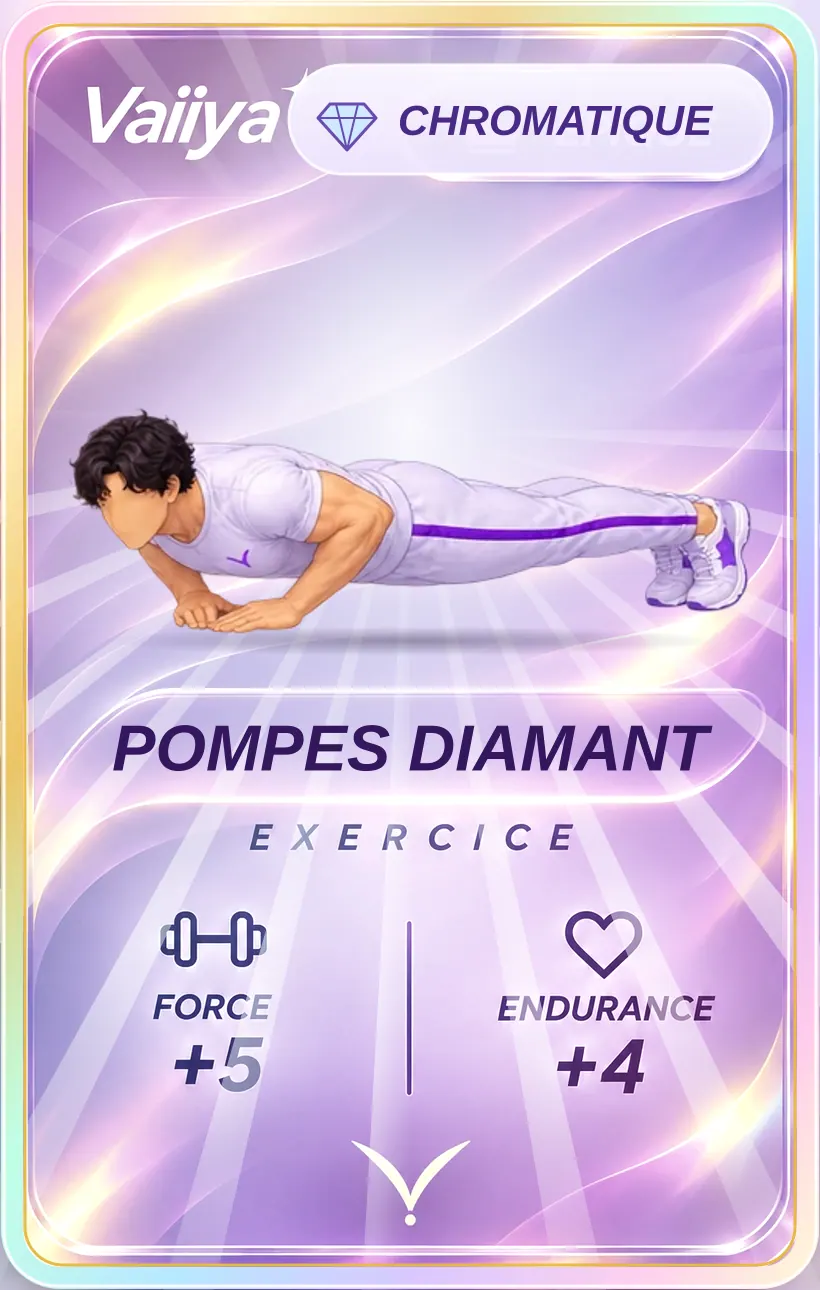 Vaiiya
CHROMATIQUE
POMPES DIAMANT
EXERCICE
FORCE
+5
ENDURANCE
+4